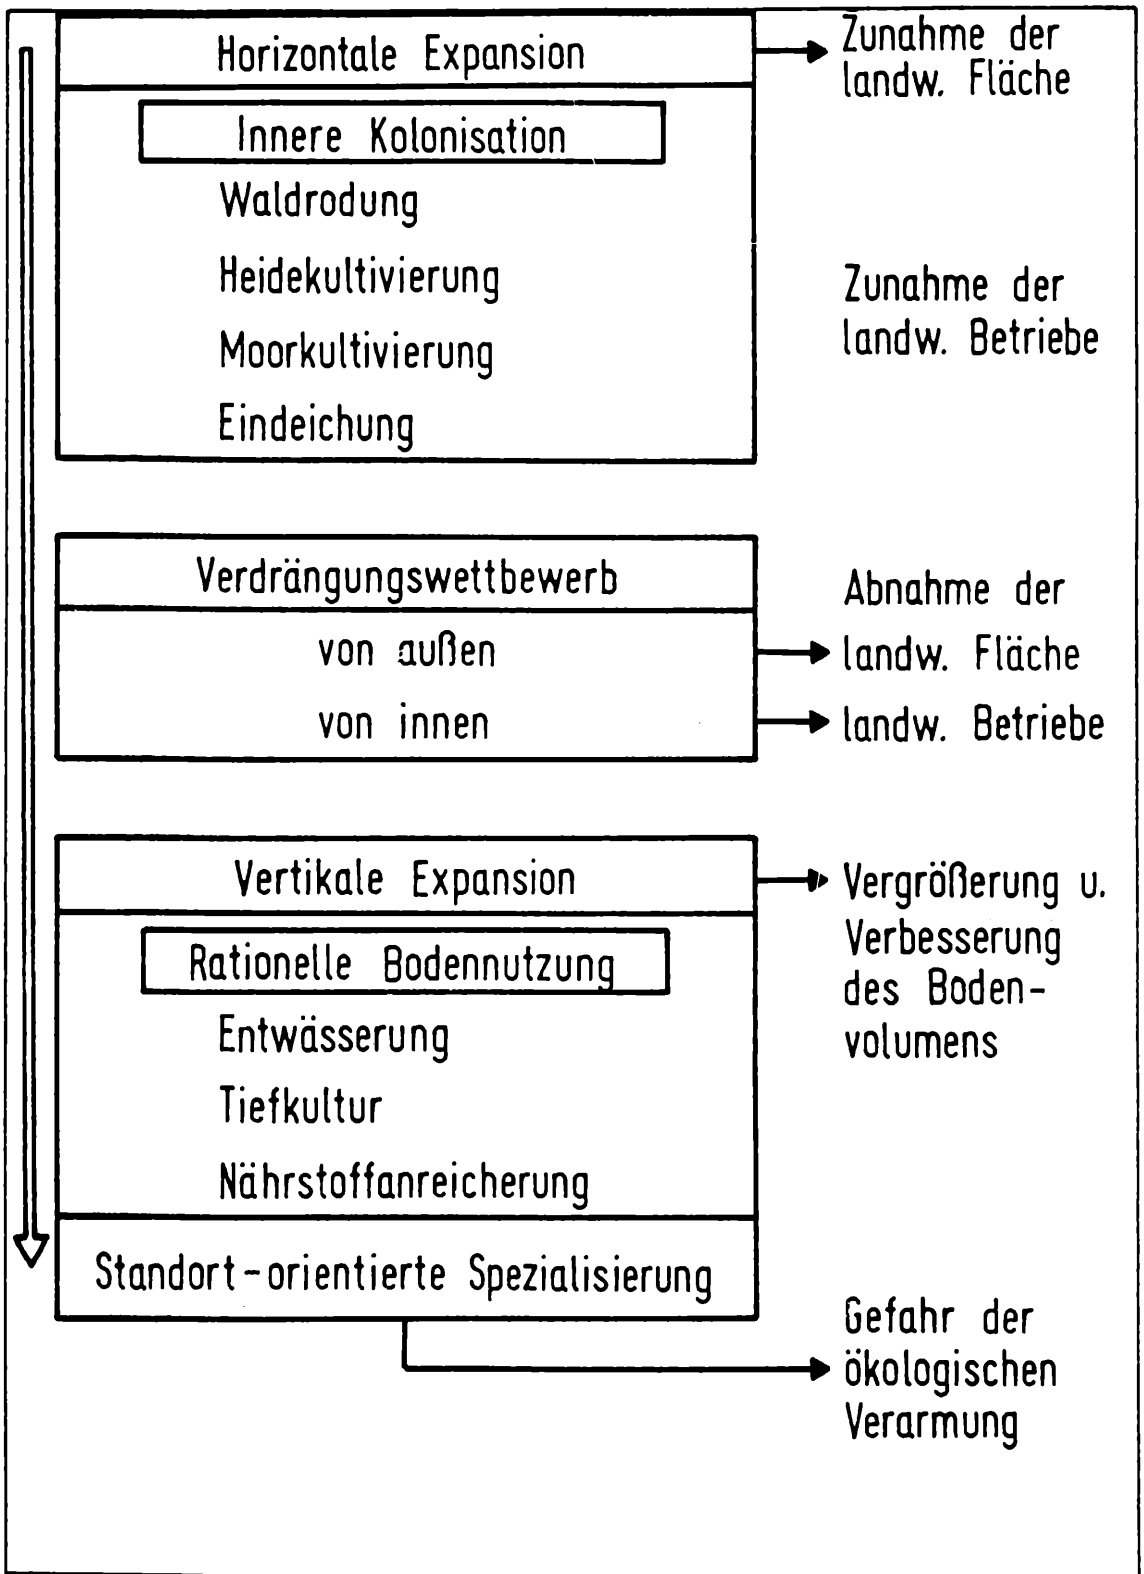 Horizontale Expansion
Zunahme der
landw. Fläche
Innere Kolonisation
Waldrodung
Heidekultivierung
Moorkultivierung
Eindeichung
Zunahme der
landw. Betriebe
Verdrängungswettbewerb
von außen
von innen
Abnahme der
landw. Fläche
landw. Betriebe
Vertikale Expansion
Rationelle Bodennutzung
Entwässerung
Tiefkultur
Nährstoffanreicherung
Vergrößerung u.
Verbesserung
des Boden-
volumens
Standort-orientierte Spezialisierung
Gefahr der
ökologischen
Verarmung